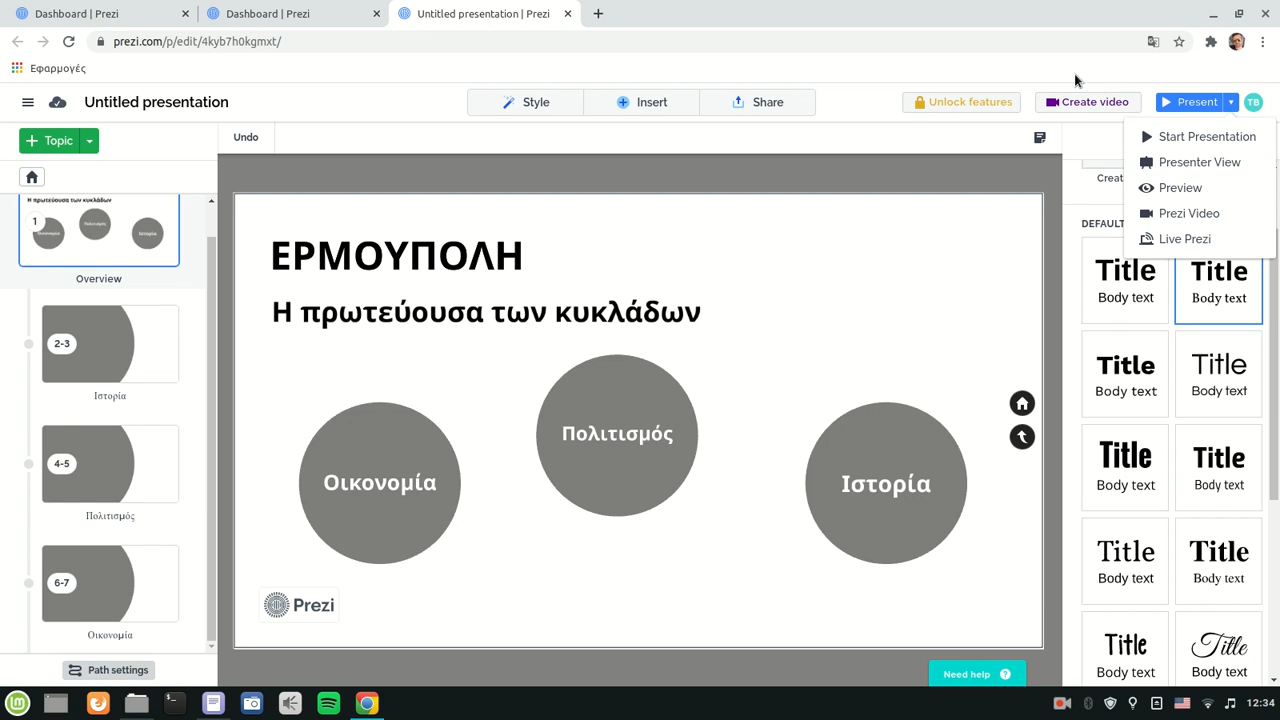 Dashboard | Prezi
Dashboard | Prezi
Untitled presentation | Prezi
prezi.com/p/edit/4kyb7h0kgmxt/
Εφαρμογές
Untitled presentation
Style
Insert
Share
Unlock features
Create video
Present
TB
Topic
Undo
Start Presentation
Presenter View
Preview
Prezi Video
Live Prezi
Creat
DEFAULT
Η πρωτεύουσα των κυκλάδων
1
Οικονομία
Πολιτισμός
Ιστορία
Overview
2-3
Ιστορία
4-5
Πολιτισμός
6-7
Οικονομία
Path settings
ΕΡΜΟΥΠΟΛΗ
Η πρωτεύουσα των κυκλάδων
Οικονομία
Πολιτισμός
Ιστορία
Prezi
Need help ?
Title
Body text
Title
Body text
Title
Body text
Title
Body text
Title
Body text
Title
Body text
Title
Body text
Title
Body text
Title
Body text
Title
Body text
12:34